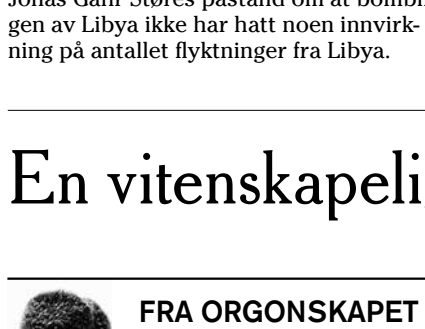 Jonas Gahr Støres påstand om at bombin
gen av Libya ikke har hatt noen innvirk-
ning på antallet flyktninger fra Libya.
En vitenskapeli
FRA ORGONSKAPET